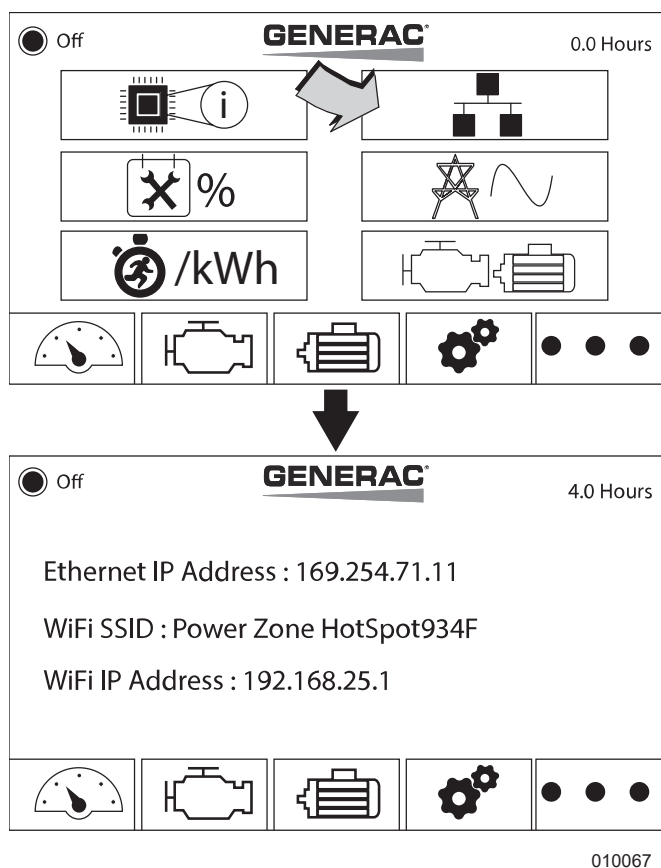 Off
GENERAC
0.0 Hours
i
%
/kWh
Off
GENERAC
4.0 Hours
Ethernet IP Address : 169.254.71.11
WiFi SSID : Power Zone HotSpot934F
WiFi IP Address : 192.168.25.1
010067